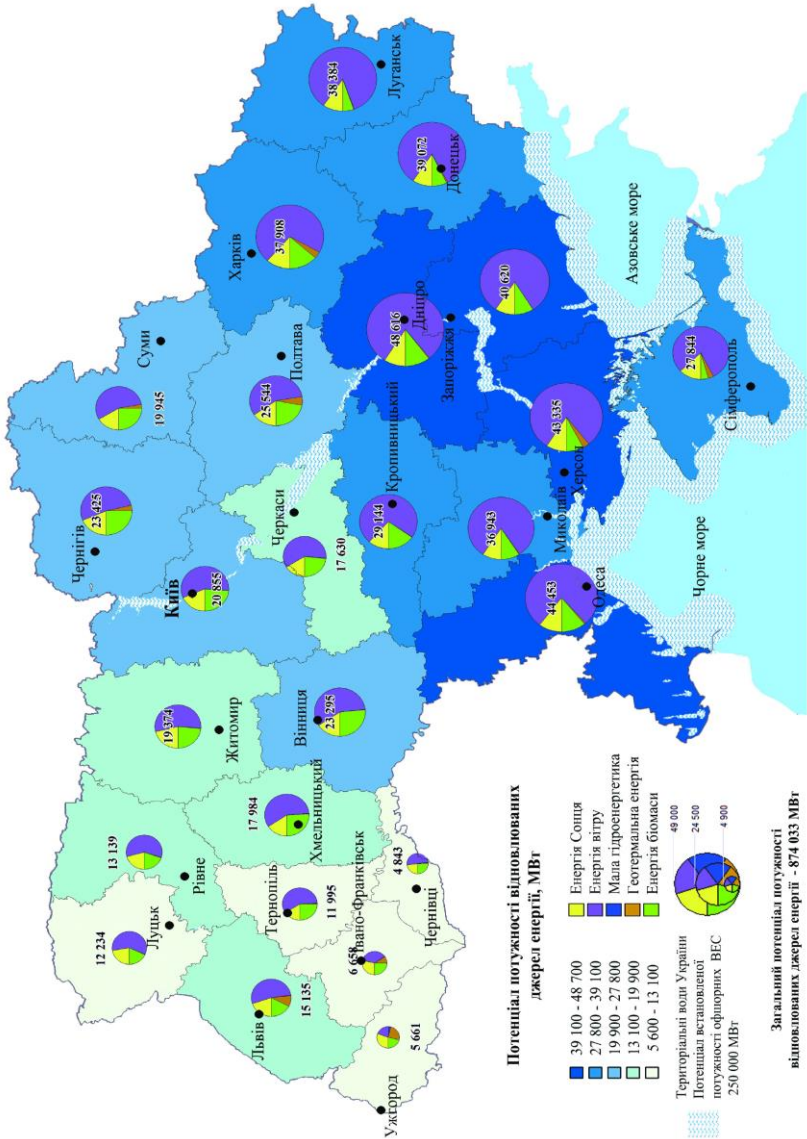 Луцьк
12 234
Рівне
13 139
Житомир
19 374
Київ
20 855
Чернігів
23 425
Суми
19 945
Львів
15 135
Тернопіль
11 995
Хмельницький
17 984
Вінниця
23 295
Черкаси
17 630
Полтава
25 544
Харків
37 908
Луганськ
38 384
Ужгород
5 661
Івано-Франківськ
6 658
Чернівці
4 843
Кропивницький
29 144
Дніпро
48 616
Донецьк
39 072
Запоріжжя
40 620
Одеса
44 453
Миколаїв
36 943
Херсон
43 335
Сімферополь
27 844
Азовське море
Чорне море
Потенціал потужності відновлюваних
джерел енергії, МВт
39 100 - 48 700
27 800 - 39 100
19 900 - 27 800
13 100 - 19 900
5 600 - 13 100
Енергія Сонця
Енергія вітру
Мала гідроенергетика
Геотермальна енергія
Енергія біомаси
Територіальні води України
Потенціал встановленої
потужності офшорних ВЕС
250 000 МВт
49 000
24 500
4 900
Загальний потенціал потужності
відновлюваних джерел енергії - 874 033 МВт